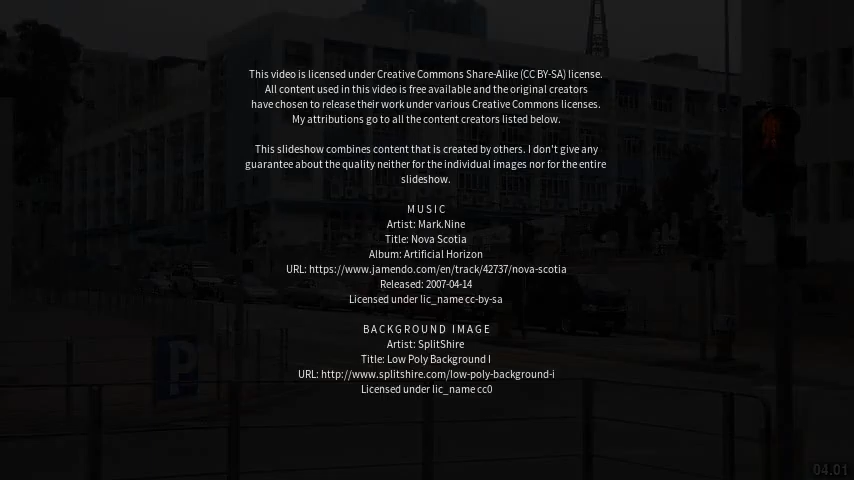 This video is licensed under Creative Commons Share-Alike (CC BY-SA) license.
All content used in this video is free available and the original creators
have chosen to release their work under various Creative Commons licenses.
My attributions go to all the content creators listed below.
This slideshow combines content that is created by others. I don't give any
guarantee about the quality neither for the individual images nor for the entire
slideshow.
MUSIC
Artist: Mark.Nine
Title: Nova Scotia
Album: Artificial Horizon
URL: https://www.jamendo.com/en/track/42737/nova-scotia
Released: 2007-04-14
Licensed under lic_name cc-by-sa
BACKGROUND IMAGE
Artist: SplitShire
Title: Low Poly Background I
URL: http://www.splitshire.com/low-poly-background-i
Licensed under lic_name cc0
P
04.01